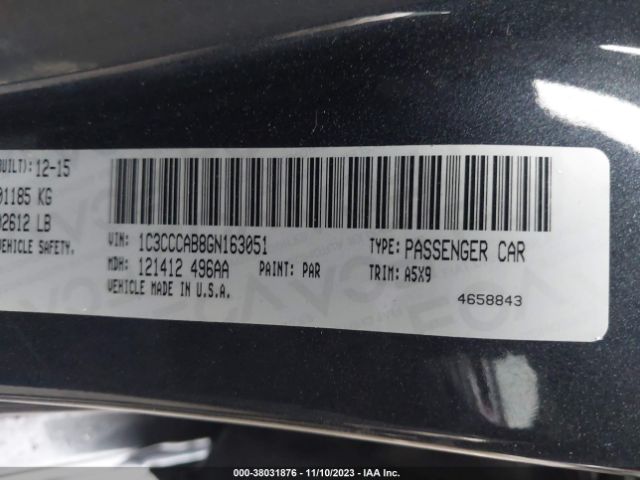 BUILT): 12-15
01185 KG
02612 LB
VEHICLE SAFETY.
VIN: 1C3CCCAB8GN163051
TYPE: PASSENGER CAR
MDH: 121412 496AA
PAINT: PAR
TRIM: A5X9
VEHICLE MADE IN U.S.A.
4658843
000-38031876 - 11/10/2023 - IAA Inc.